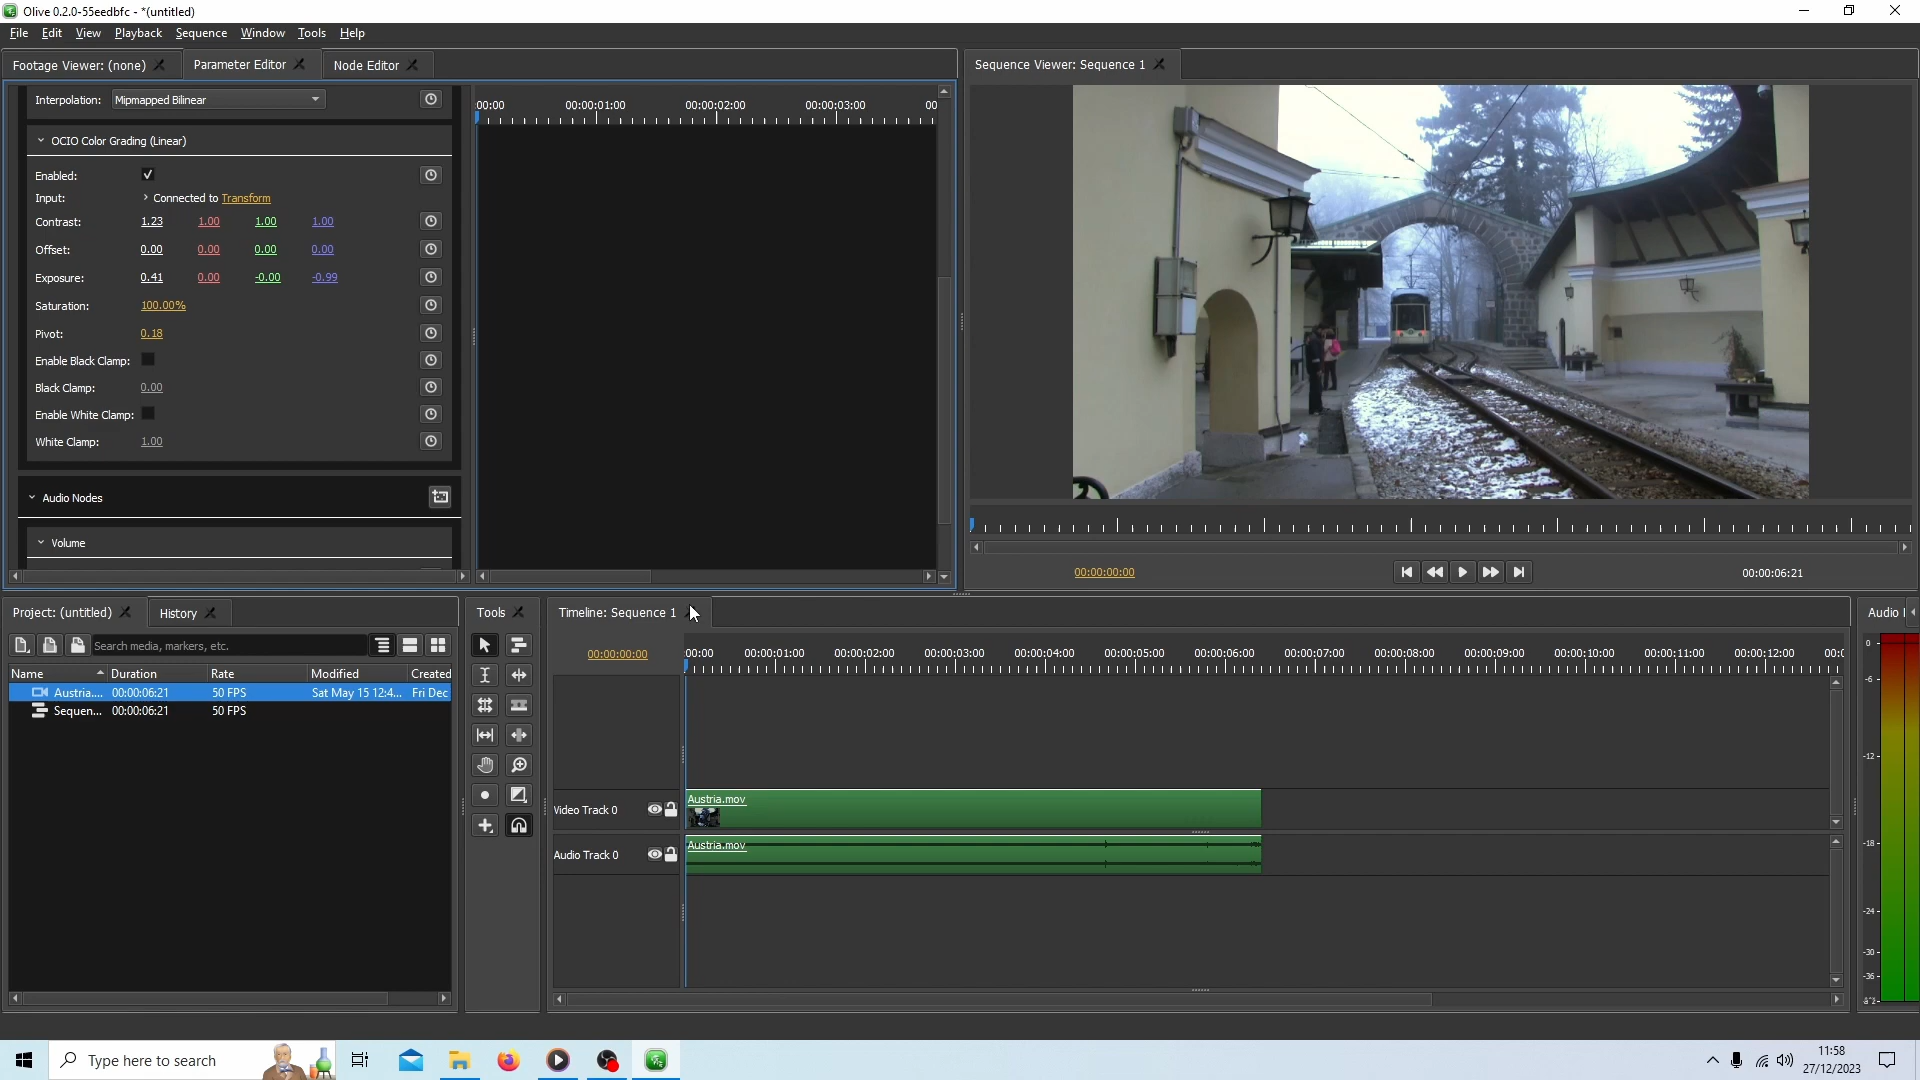 Olive 0.2.0-55eedbfc - *(untitled)
File Edit View Playback Sequence Window Tools Help
Footage Viewer: (none) Parameter Editor Node Editor
Sequence Viewer: Sequence 1
Interpolation: Mipmapped Bilinear
:00:00 00:00:01:00 00:00:02:00 00:00:03:00 00
OCIO Color Grading (Linear)
Enabled:
Input: Connected to Transform
Contrast: 1.23 1.00 1.00 1.00
Offset: 0.00 0.00 0.00 0.00
Exposure: 0.41 0.00 -0.00 -0.99
Saturation: 100.00%
Pivot: 0.18
Enable Black Clamp:
Black Clamp: 0.00
Enable White Clamp:
White Clamp: 1.00
Audio Nodes
Volume
00:00:00:00 00:00:06:21
Project: (untitled) History
Search media, markers, etc.
Name Duration Rate Modified Created
Austria.... 00:00:06:21 50 FPS Sat May 15 12:4... Fri Dec
Sequen... 00:00:06:21 50 FPS
Tools
Timeline: Sequence 1
00:00:00:00
:00:00 00:00:01:00 00:00:02:00 00:00:03:00 00:00:04:00 00:00:05:00 00:00:06:00 00:00:07:00 00:00:08:00 00:00:09:00 00:00:10:00 00:00:11:00 00:00:12:00 00:0
Video Track 0
Austria.mov
Audio Track 0
Austria.mov
Audio
0
-6
-12
-18
-24
-30
-36
Type here to search
11:58
27/12/2023